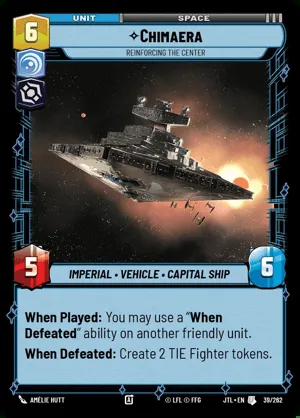 UNIT
SPACE
6
CHIMAERA
REINFORCING THE CENTER
5
6
IMPERIAL • VEHICLE • CAPITAL SHIP
When Played: You may use a “When
Defeated” ability on another friendly unit.
When Defeated: Create 2 TIE Fighter tokens.
AMÉLIE HUTT
© LFL © FFG
JTL • EN
39/262